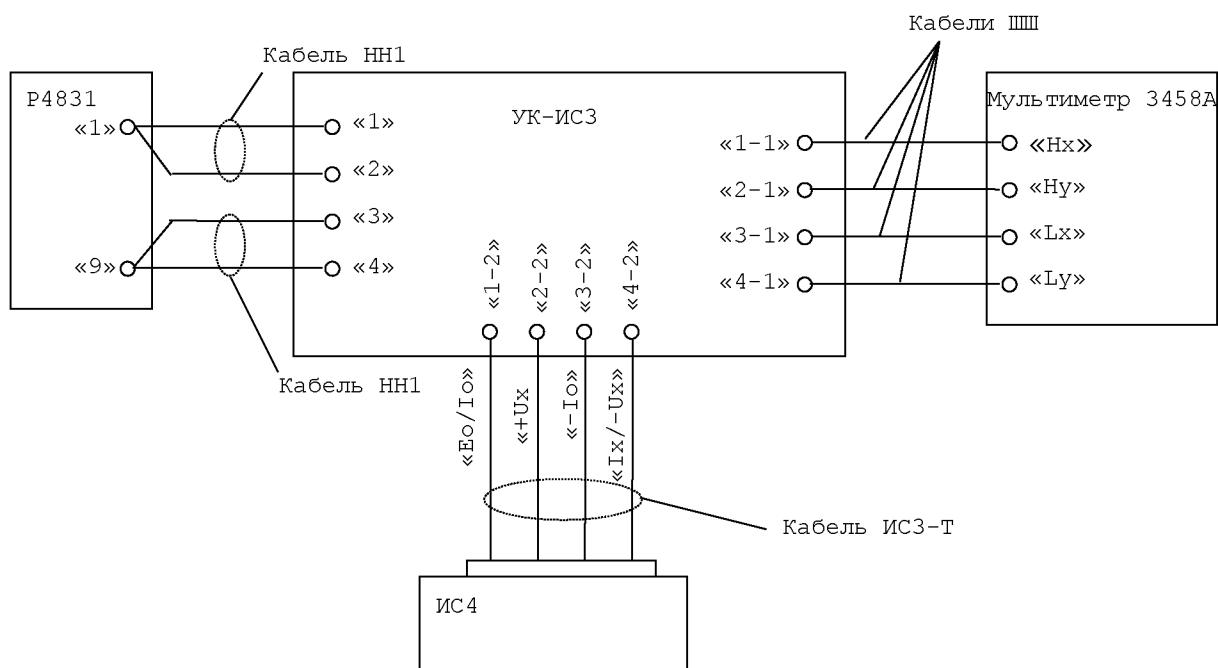 Кабели ШШ
Кабель НН1
Р4831
УК-ИС3
Мультиметр 3458А
«1»
«1»
«2»
«3»
«9»
«4»
«1-1»
«2-1»
«3-1»
«4-1»
«Hx»
«Hy»
«Lx»
«Ly»
«1-2»
«2-2»
«3-2»
«4-2»
Кабель НН1
«Eo/Io»
«+Ux
«-Io»
«Ix/-Ux»
Кабель ИС3-Т
ИС4